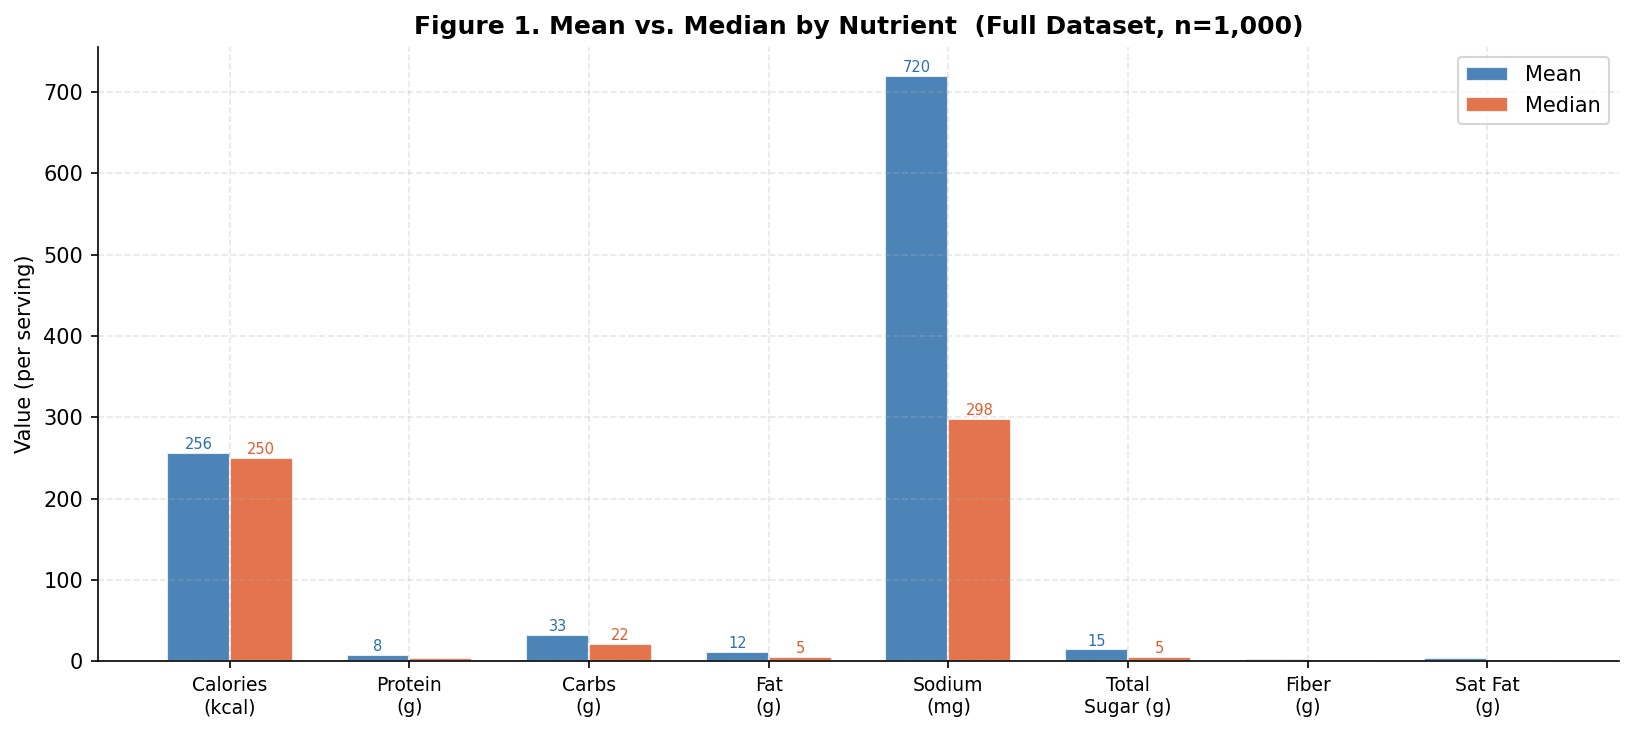 Figure 1. Mean vs. Median by Nutrient  (Full Dataset, n=1,000)
Mean
Median
Value (per serving)
700
600
500
400
300
200
100
0
256
250
8
33
22
12
5
720
298
15
5
Calories
(kcal)
Protein
(g)
Carbs
(g)
Fat
(g)
Sodium
(mg)
Total
Sugar (g)
Fiber
(g)
Sat Fat
(g)